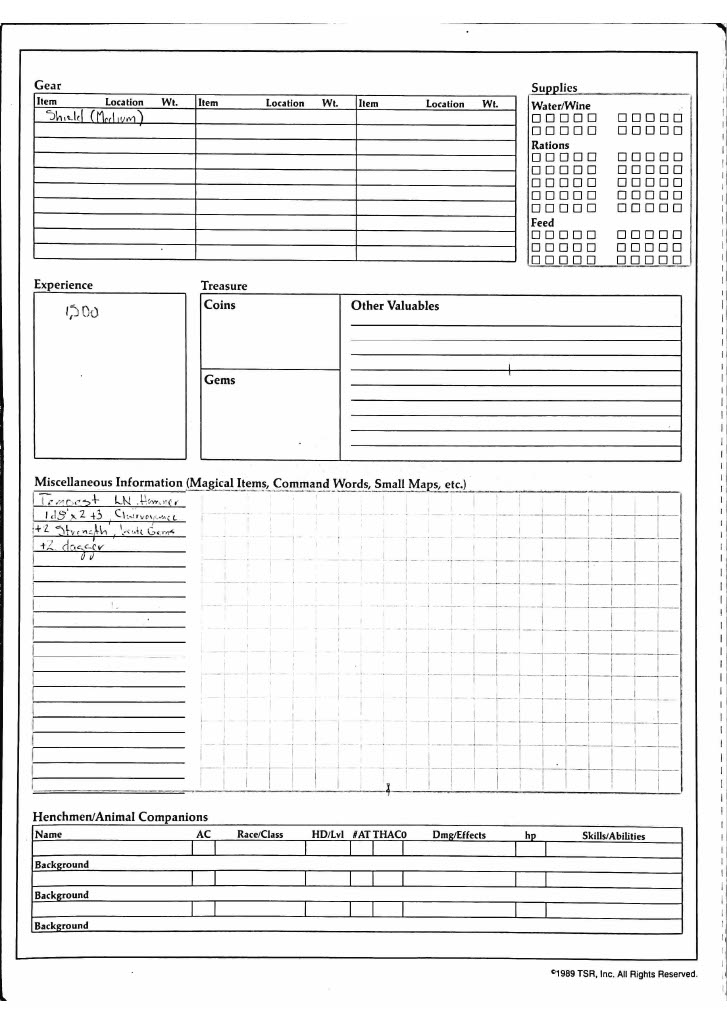 Gear
Supplies
Item Location Wt. Item Location Wt. Item Location Wt.
Shield (Medium)
Water/Wine
Rations
Feed
Experience
Treasure
1,500
Coins
Other Valuables
Gems
Miscellaneous Information (Magical Items, Command Words, Small Maps, etc.)
Tempest LN Hammer
1d8 x2 +3, Clairvoyance
+2 Strength, Gems
+2 dagger
Henchmen/Animal Companions
Name AC Race/Class HD/Lvl #AT THAC0 Dmg/Effects hp Skills/Abilities
Background
Background
Background
©1989 TSR, Inc. All Rights Reserved.